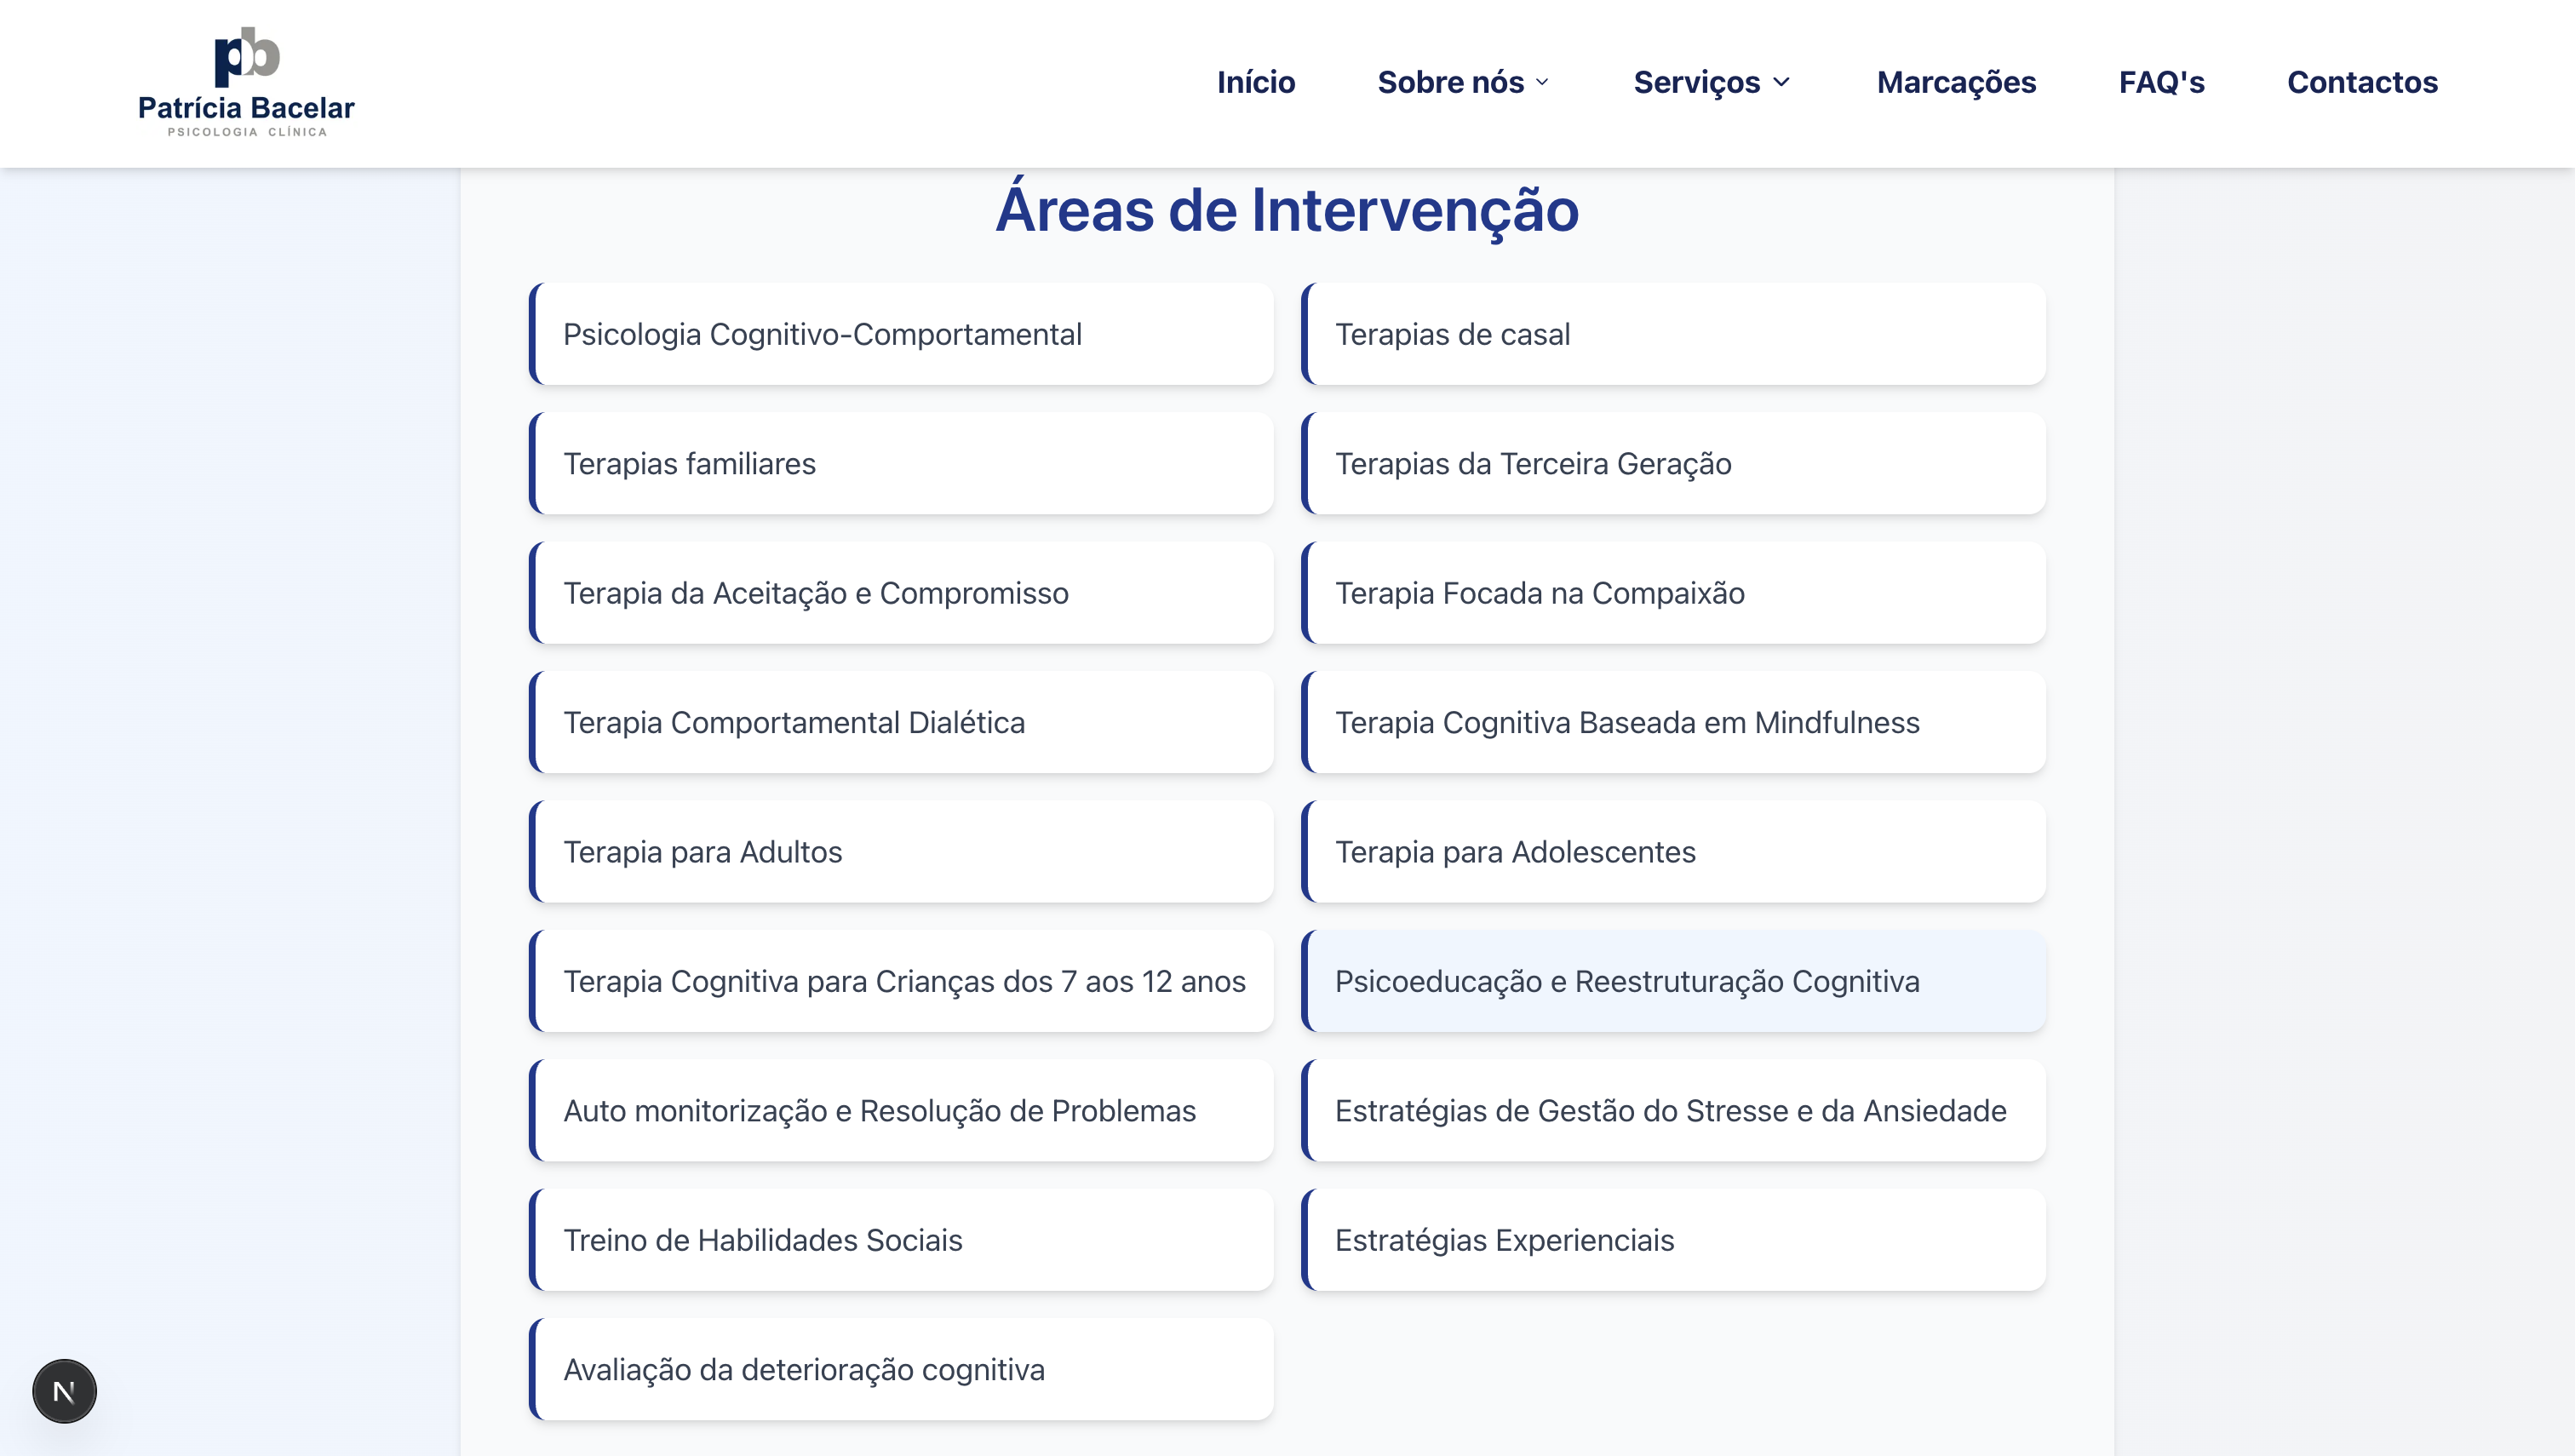 pb
Patrícia Bacelar
PSICOLOGIA CLÍNICA
Início
Sobre nós
Serviços
Marcações
FAQ's
Contactos
Áreas de Intervenção
Psicologia Cognitivo-Comportamental
Terapias de casal
Terapias familiares
Terapias da Terceira Geração
Terapia da Aceitação e Compromisso
Terapia Focada na Compaixão
Terapia Comportamental Dialética
Terapia Cognitiva Baseada em Mindfulness
Terapia para Adultos
Terapia para Adolescentes
Terapia Cognitiva para Crianças dos 7 aos 12 anos
Psicoeducação e Reestruturação Cognitiva
Auto monitorização e Resolução de Problemas
Estratégias de Gestão do Stresse e da Ansiedade
Treino de Habilidades Sociais
Estratégias Experienciais
Avaliação da deterioração cognitiva
N